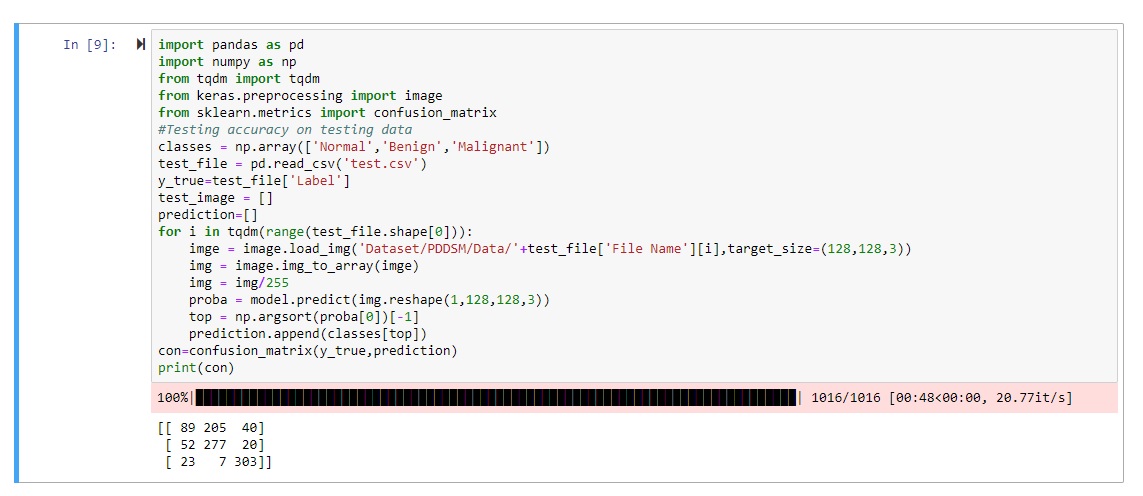 In [9]:
import pandas as pd
import numpy as np
from tqdm import tqdm
from keras.preprocessing import image
from sklearn.metrics import confusion_matrix
#Testing accuracy on testing data
classes = np.array(['Normal','Benign','Malignant'])
test_file = pd.read_csv('test.csv')
y_true=test_file['Label']
test_image = []
prediction=[]
for i in tqdm(range(test_file.shape[0])):
    imge = image.load_img('Dataset/PDDSM/Data/'+test_file['File Name'][i],target_size=(128,128,3))
    img = image.img_to_array(imge)
    img = img/255
    proba = model.predict(img.reshape(1,128,128,3))
    top = np.argsort(proba[0])[-1]
    prediction.append(classes[top])
con=confusion_matrix(y_true,prediction)
print(con)
100%|██████████| 1016/1016 [00:48<00:00, 20.77it/s]
[[ 89 205  40]
 [ 52 277  20]
 [ 23   7 303]]